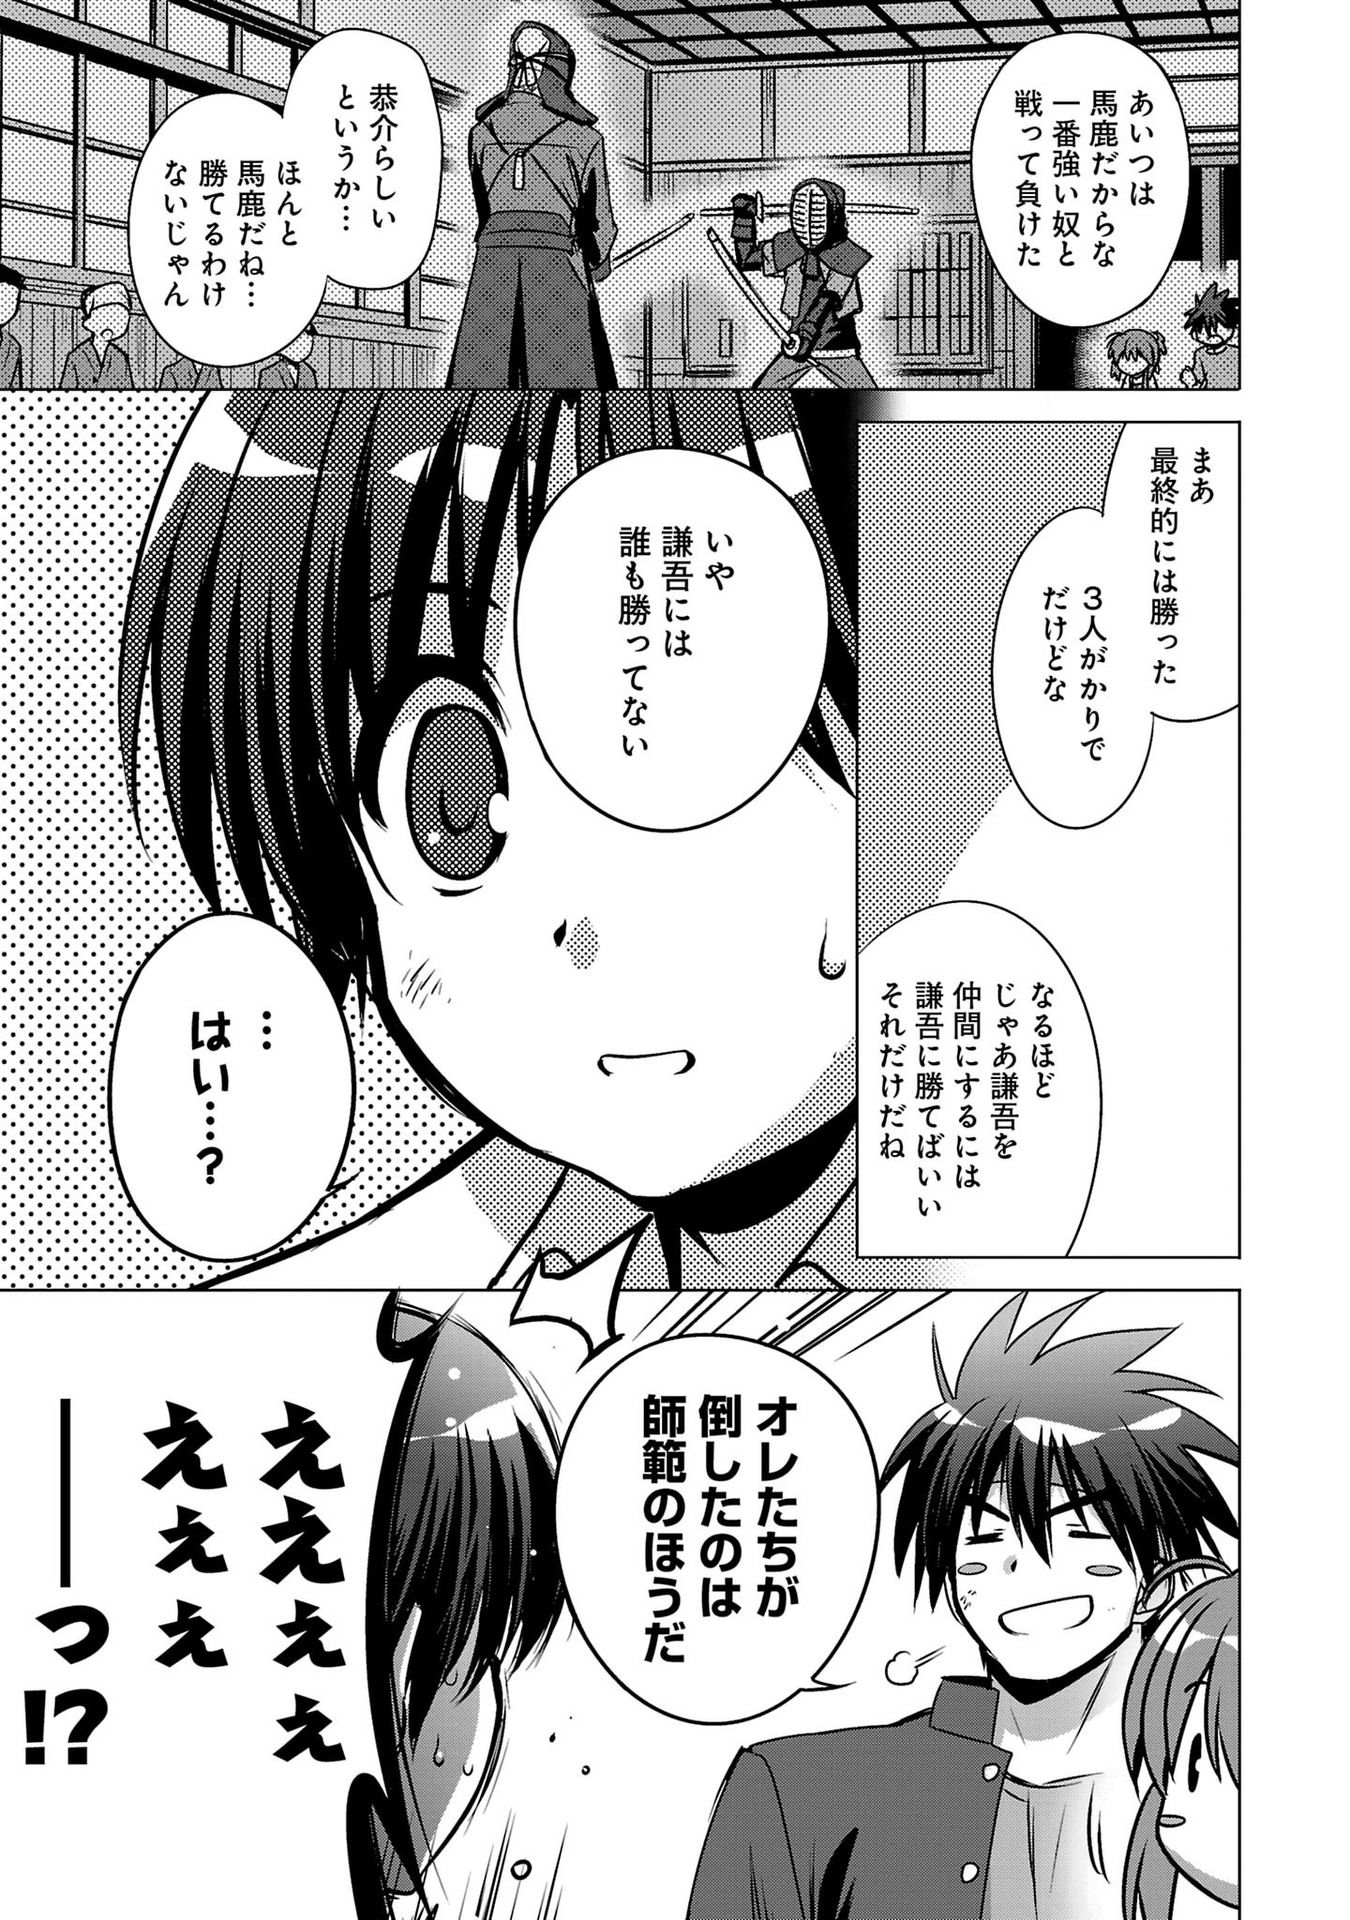 あいつは
馬鹿だからな
一番強い奴と
戦って負けた
恭介らしい
というか…
ほんと
馬鹿だね…
勝てるわけ
ないじゃん
まあ
最終的には勝った
3人がかりで
だけどな
なるほど
じゃあ謙吾を
仲間にするには
謙吾に勝てばいい
それだけだね
いや
謙吾には
誰も勝ってない
…
はい…?
オレたちが
倒したのは
師範のほうだ
えええぇぇ
えぇぇぇ
――っ!?